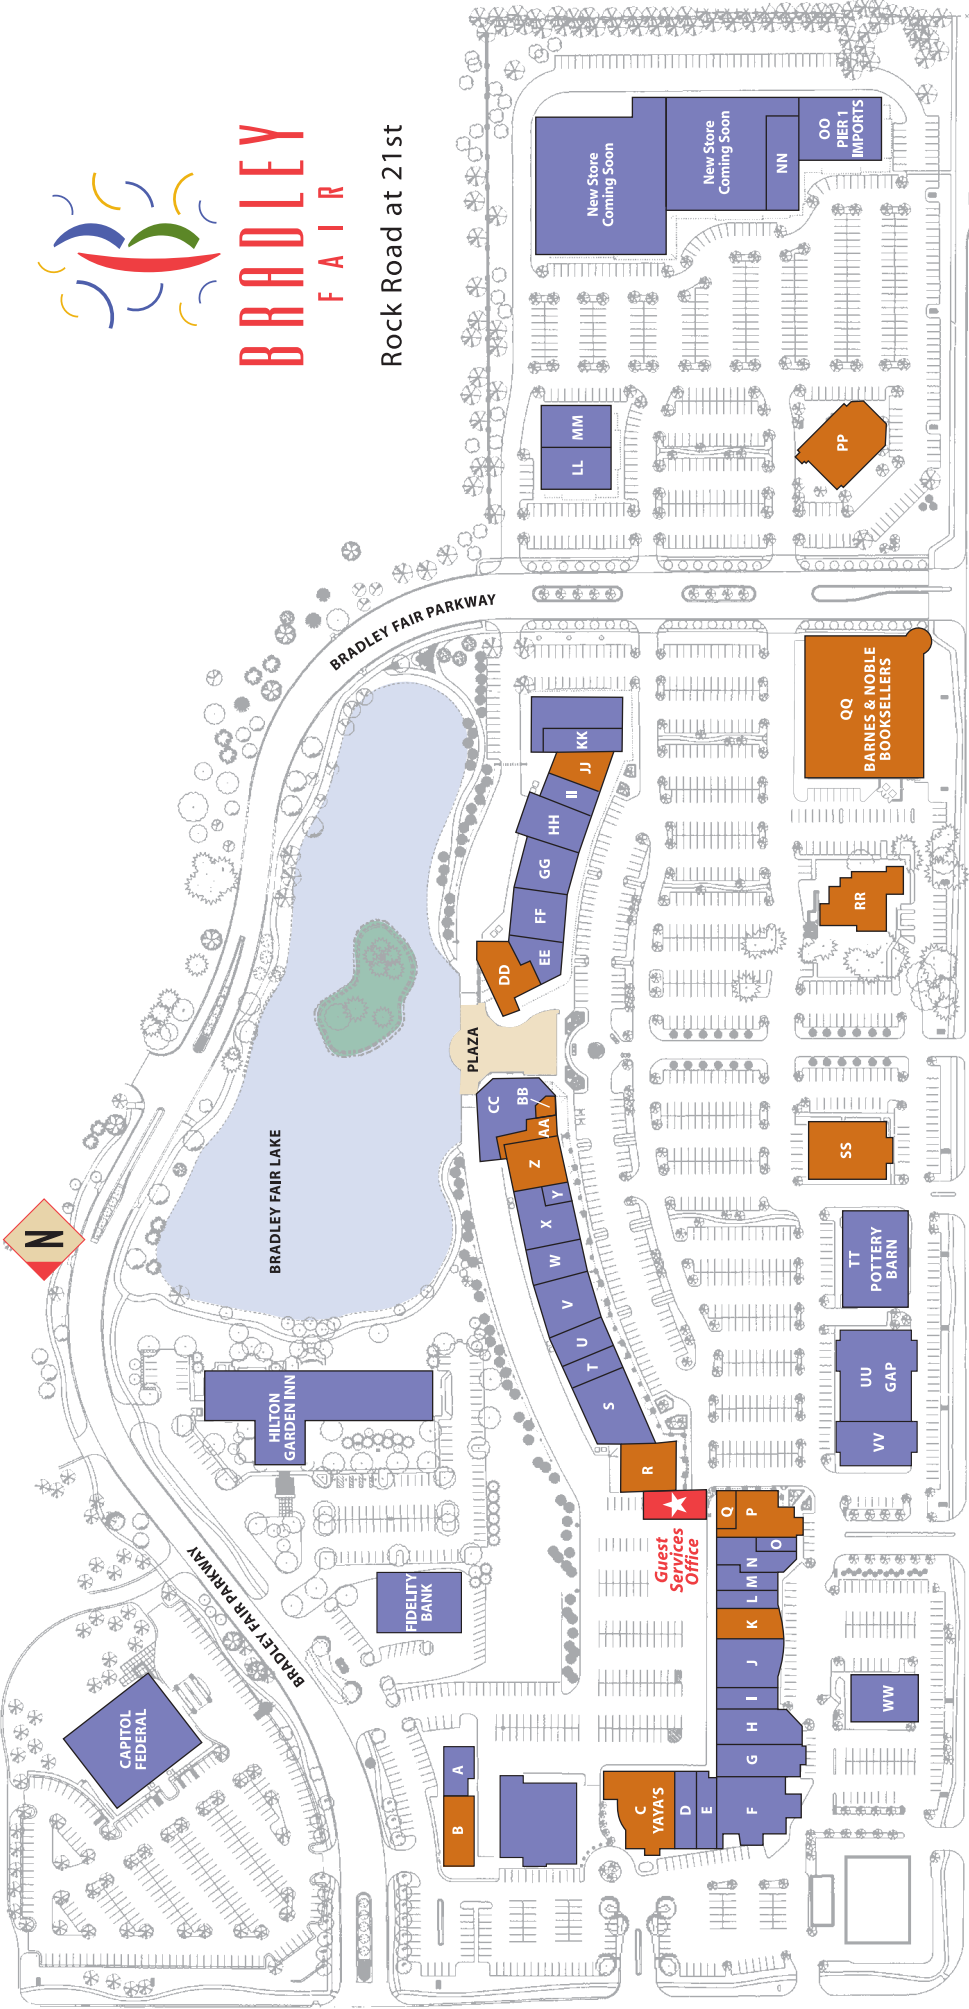 BRADLEY
FAIR
Rock Road at 21st
New Store
Coming Soon
New Store
Coming Soon
NN
OO
PIER 1
IMPORTS
MM
LL
PP
BRADLEY FAIR PARKWAY
QQ
BARNES & NOBLE
BOOKSELLERS
KK
JJ
II
HH
GG
FF
EE
DD
RR
PLAZA
BRADLEY FAIR LAKE
N
CC
BB
AA
Z
Y
X
W
V
U
T
S
R
SS
TT
POTTERY
BARN
UU
GAP
VV
HILTON
GARDEN INN
Guest
Services
Office
Q
P
O
N
M
L
K
J
I
H
G
F
E
D
C
YAYA'S
WW
FIDELITY
BANK
BRADLEY FAIR PARKWAY
CAPITOL
FEDERAL
A
B